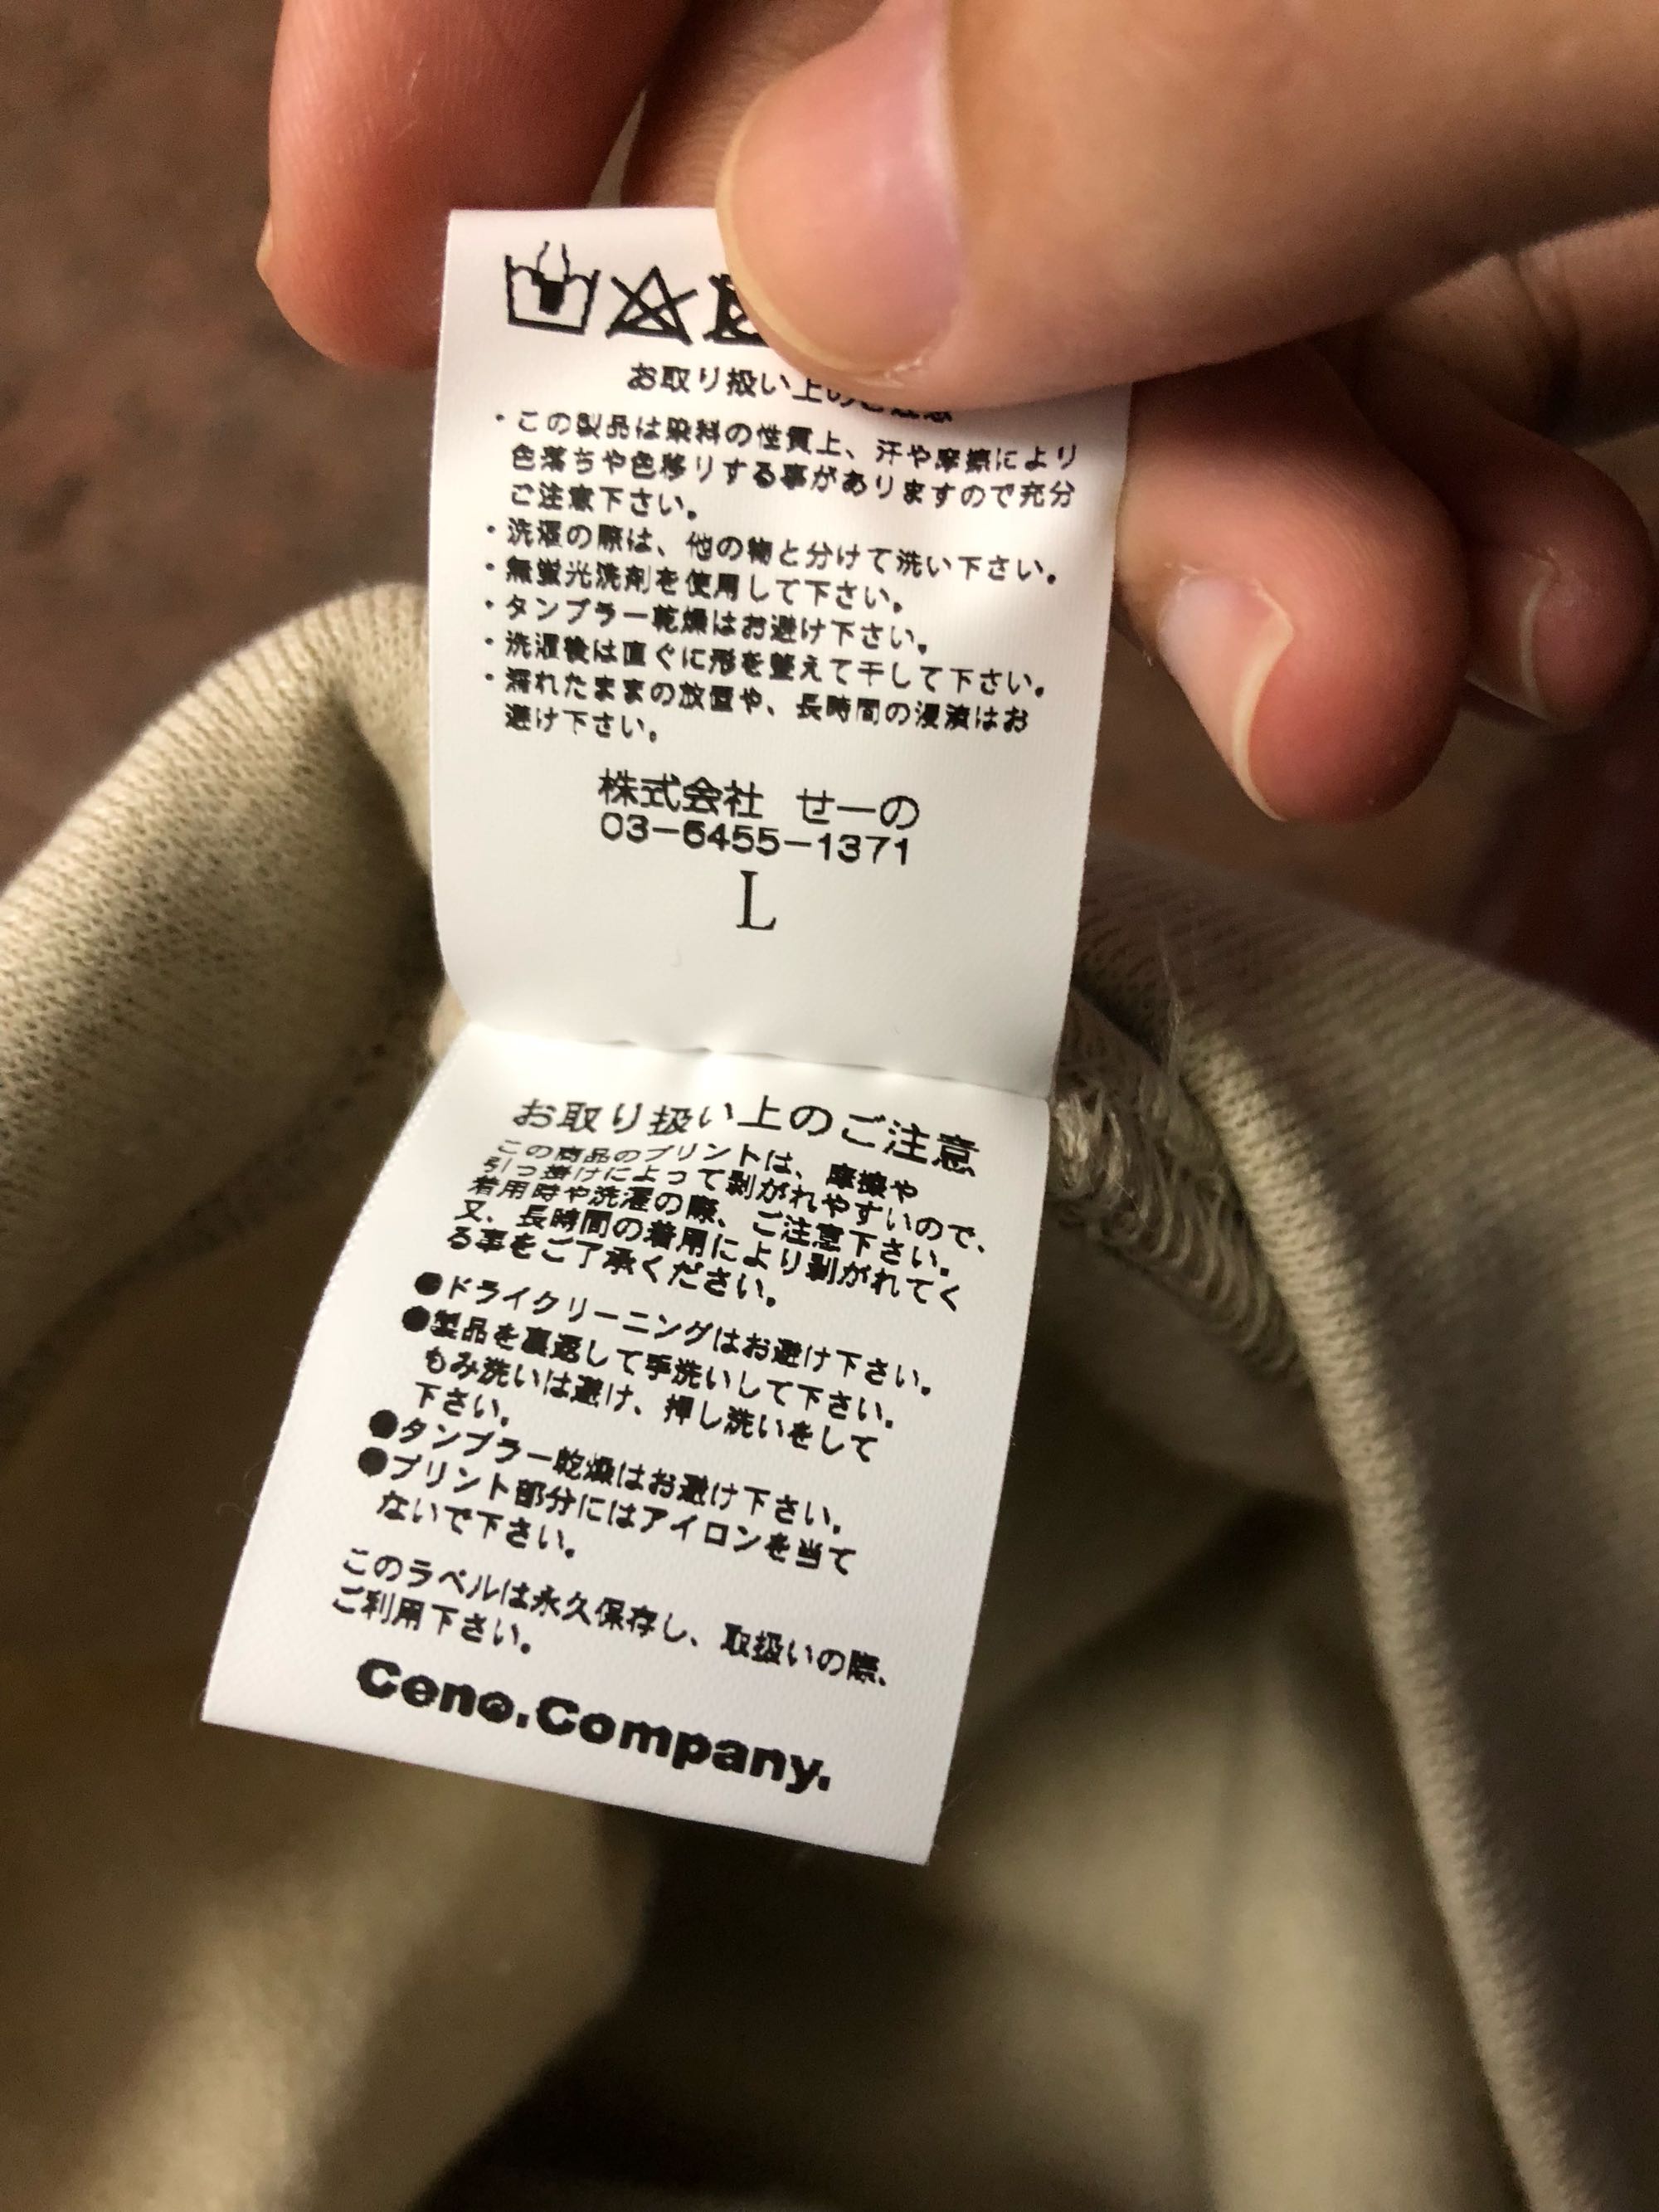 お取り扱い上のご注意
・この製品は染料の性質上、汗や摩擦により
色落ちや色移りする事がありますので充分
ご注意下さい。
・洗濯の際は、他の物と分けて洗い下さい。
・無蛍光洗剤を使用して下さい。
・タンブラー乾燥はお避け下さい。
・洗濯後は直ぐに形を整えて干して下さい。
・濡れたままの放置や、長時間の浸漬はお
避け下さい。
株式会社 せーの
03-6455-1371
L
お取り扱い上のご注意
この商品のプリントは、摩擦や
引っ掛けによって剥がれやすいので、
着用時や洗濯の際、ご注意下さい。
又、長時間の着用により剥がれてく
る事をご了承ください。
●ドライクリーニングはお避け下さい。
●製品を裏返して手洗いして下さい。
もみ洗いは避け、押し洗いをして
下さい。
●タンブラー乾燥はお避け下さい。
●プリント部分にはアイロンを当て
ないで下さい。
このラベルは永久保存し、取扱いの際、
ご利用下さい。
Ceno.Company.